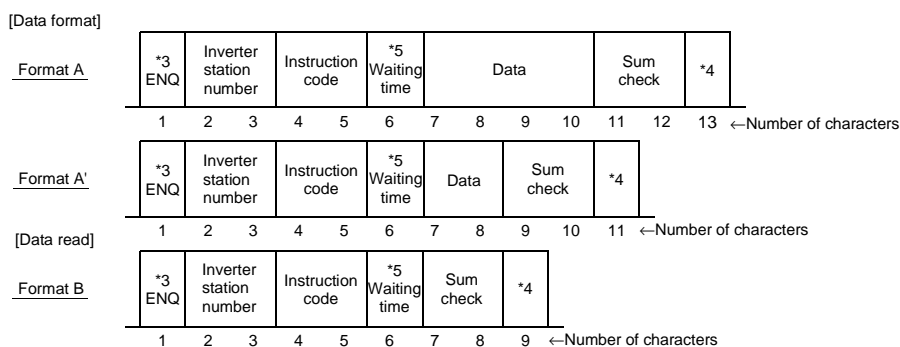 [Data format]
Format A
*3 ENQ
Inverter station number
Instruction code
*5 Waiting time
Data
Sum check
*4
1 2 3 4 5 6 7 8 9 10 11 12 13 ←Number of characters
Format A'
*3 ENQ
Inverter station number
Instruction code
*5 Waiting time
Data
Sum check
*4
1 2 3 4 5 6 7 8 9 10 11 ←Number of characters
[Data read]
Format B
*3 ENQ
Inverter station number
Instruction code
*5 Waiting time
Sum check
*4
1 2 3 4 5 6 7 8 9 ←Number of characters